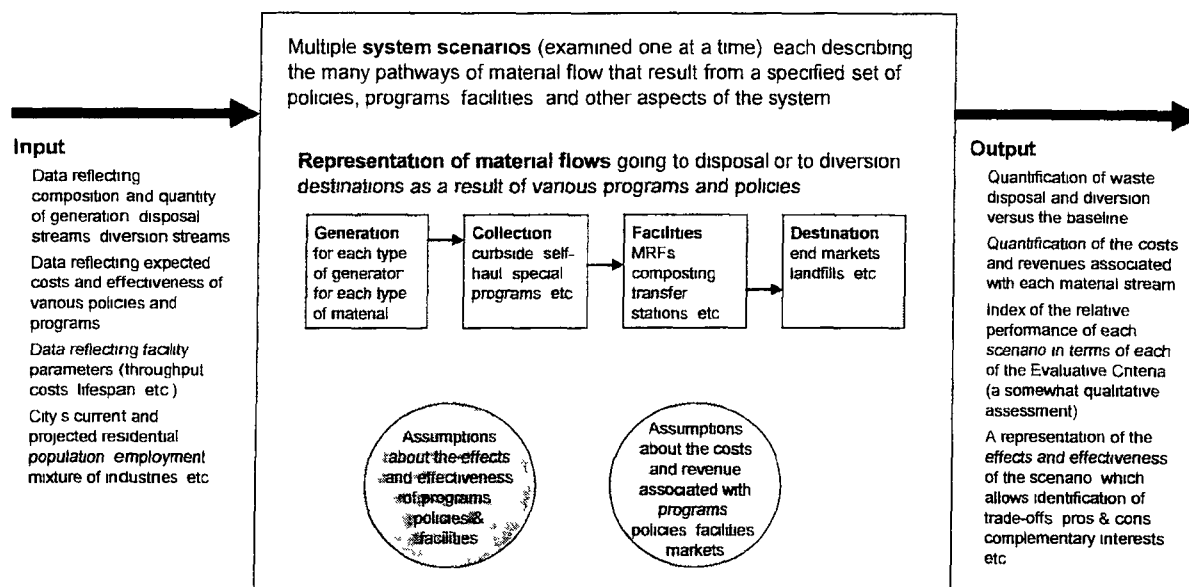 Multiple system scenarios (examined one at a time) each describing
the many pathways of material flow that result from a specified set of
policies, programs facilities and other aspects of the system
Input
Data reflecting
composition and quantity
of generation disposal
streams diversion streams
Data reflecting expected
costs and effectiveness of
various policies and
programs
Data reflecting facility
parameters (throughput
costs lifespan etc)
City s current and
projected residential
population employment
mixture of industries etc
Representation of material flows going to disposal or to diversion
destinations as a result of various programs and policies
Generation
for each type
of generator
for each type
of material
Collection
curbside self-
haul special
programs etc
Facilities
MRFs
composting
transfer
stations etc
Destination
end markets
landfills etc
Assumptions
about the effects
and effectiveness
of programs
policies &
facilities
Assumptions
about the costs
and revenue
associated with
programs
policies facilities
markets
Output
Quantification of waste
disposal and diversion
versus the baseline
Quantification of the costs
and revenues associated
with each material stream
Index of the relative
performance of each
scenario in terms of each
of the Evaluative Criteria
(a somewhat qualitative
assessment)
A representation of the
effects and effectiveness
of the scenario which
allows identification of
trade-offs pros & cons
complementary interests
etc